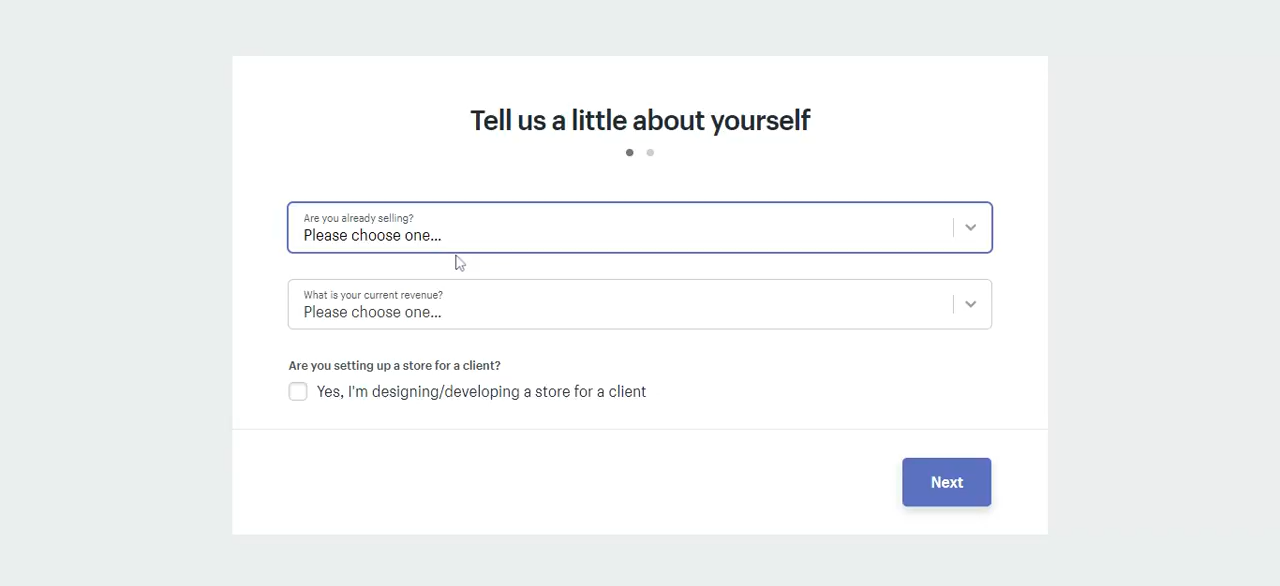 Tell us a little about yourself
Are you already selling?
Please choose one...
What is your current revenue?
Please choose one...
Are you setting up a store for a client?
Yes, I'm designing/developing a store for a client
Next